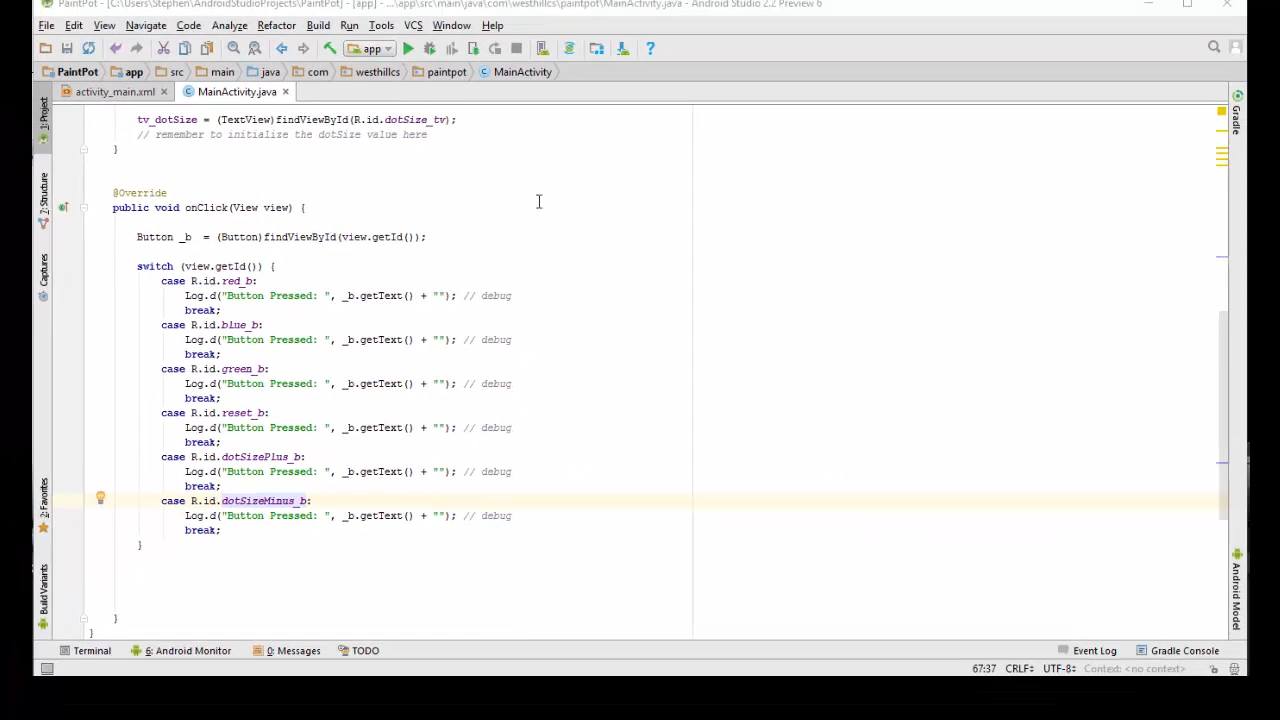 PaintPot - [C:\Users\Stephen\AndroidStudioProjects\PaintPot] - [app] - ...\app\src\main\java\com\westhillcs\paintpot\MainActivity.java - Android Studio 2.2 Preview 6
File Edit View Navigate Code Analyze Refactor Build Run Tools VCS Window Help
app
PaintPot app src main java com westhillcs paintpot MainActivity
activity_main.xml MainActivity.java
1: Project
7: Structure
Captures
2: Favorites
Build Variants
tv_dotSize = (TextView)findViewById(R.id.dotSize_tv);
// remember to initialize the dotSize value here
}
@Override
public void onClick(View view) {
Button _b  = (Button)findViewById(view.getId());
switch (view.getId()) {
case R.id.red_b:
Log.d("Button Pressed: ", _b.getText() + ""); // debug
break;
case R.id.blue_b:
Log.d("Button Pressed: ", _b.getText() + ""); // debug
break;
case R.id.green_b:
Log.d("Button Pressed: ", _b.getText() + ""); // debug
break;
case R.id.reset_b:
Log.d("Button Pressed: ", _b.getText() + ""); // debug
break;
case R.id.dotSizePlus_b:
Log.d("Button Pressed: ", _b.getText() + ""); // debug
break;
case R.id.dotSizeMinus_b:
Log.d("Button Pressed: ", _b.getText() + ""); // debug
break;
}
}
}
Gradle
Android Model
Terminal 6: Android Monitor 0: Messages TODO Event Log Gradle Console
67:37 CRLF UTF-8 Context: <no context>